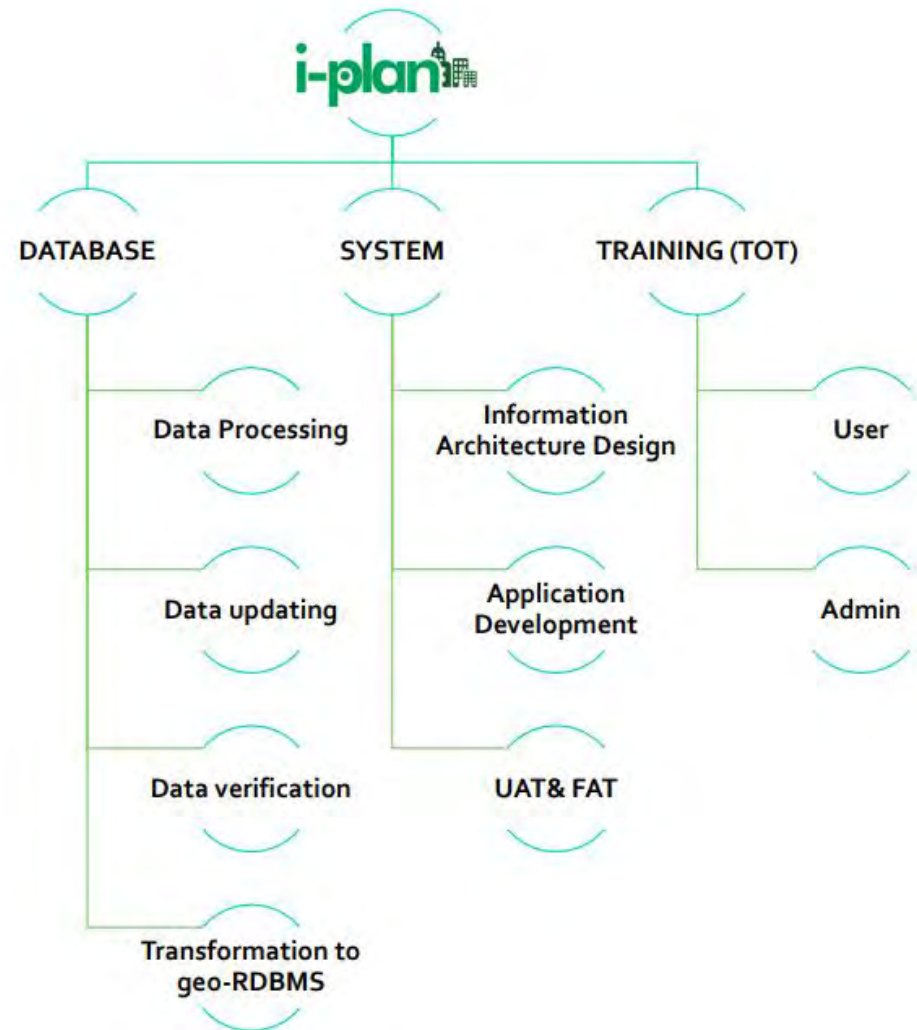 i-plan
DATABASE
SYSTEM
TRAINING (TOT)
Data Processing
Information
Architecture Design
User
Data updating
Application
Development
Admin
Data verification
UAT& FAT
Transformation to
geo-RDBMS